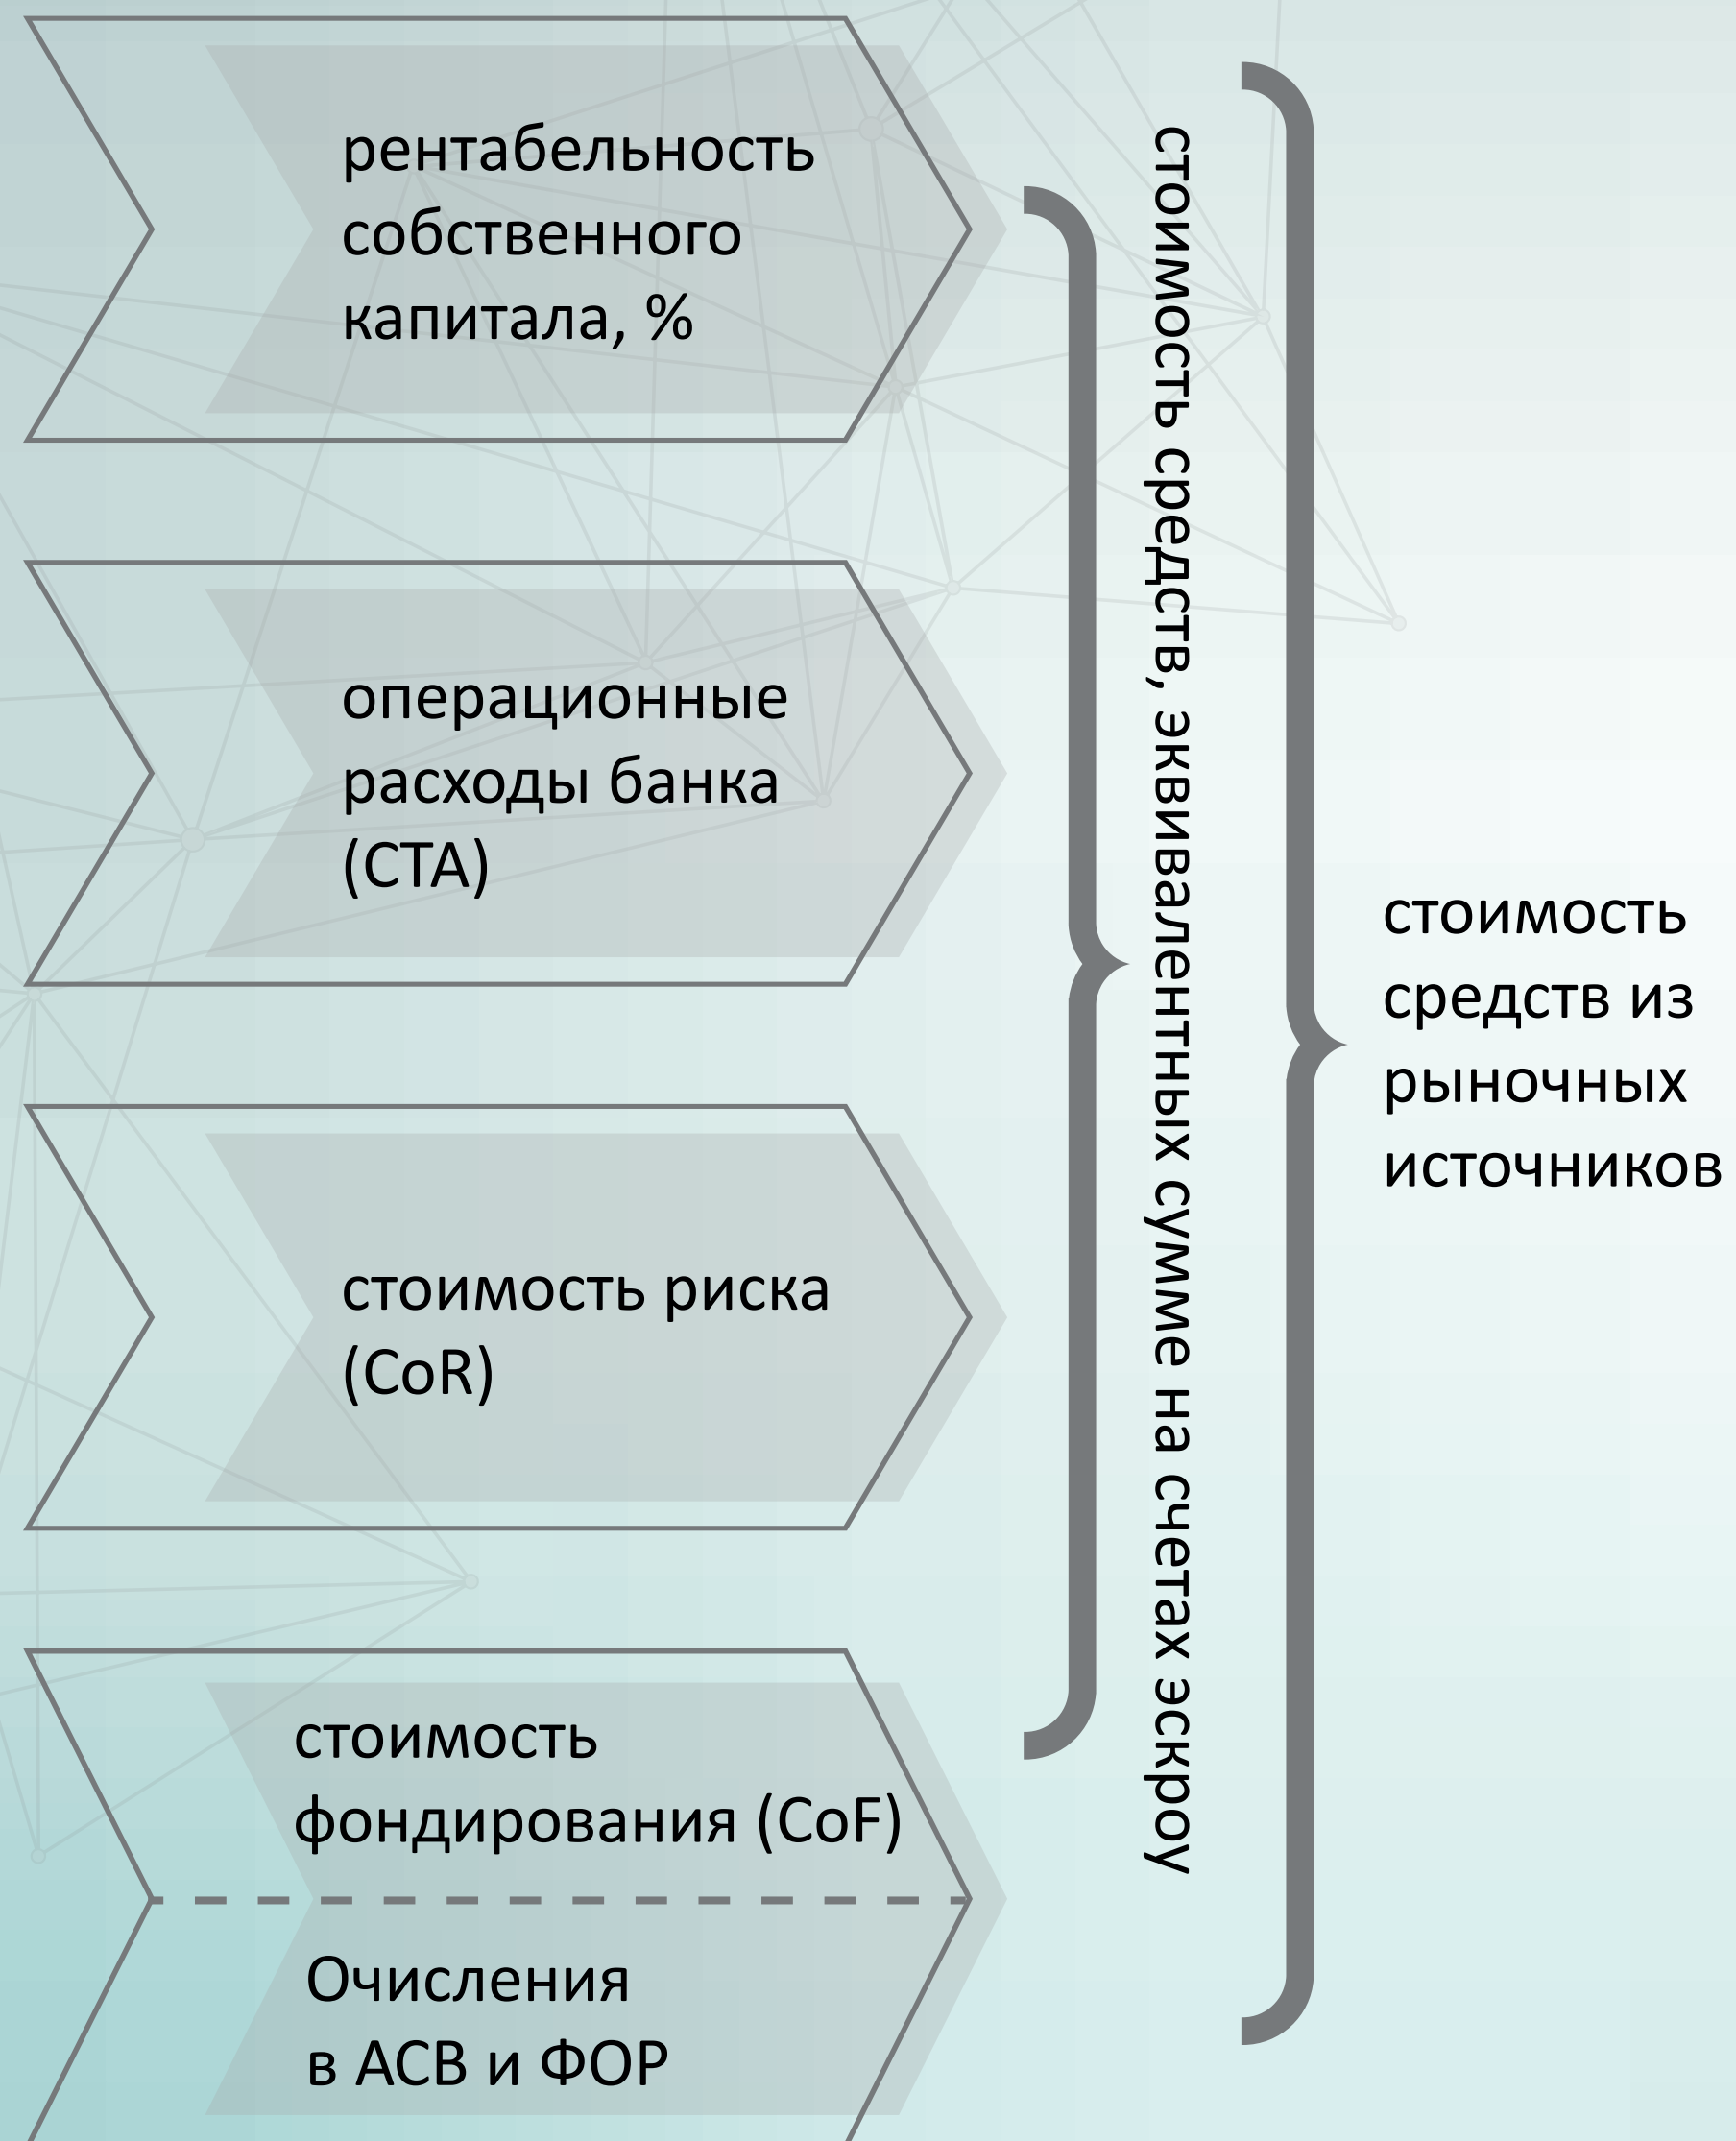 рентабельность
собственного
капитала, %
операционные
расходы банка
(CTA)
стоимость риска
(CoR)
стоимость
фондирования (CoF)
Очисления
в АСВ и ФОР
стоимость средств, эквивалентных сумме на счетах эскроу
стоимость
средств из
рыночных
источников